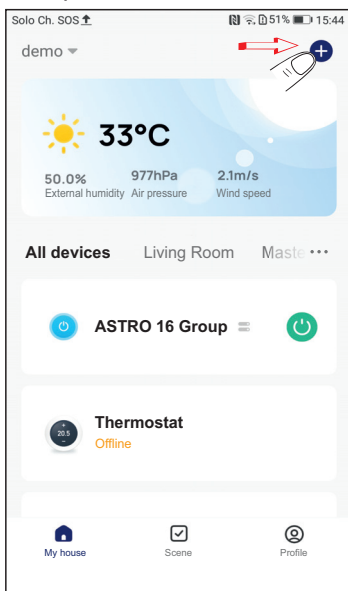 Solo Ch. SOS 51% 15:44
demo
33°C
50.0% 977hPa 2.1m/s
External humidity Air pressure Wind speed
All devices Living Room Maste ...
ASTRO 16 Group
20.5
Thermostat
Offline
My house Scene Profile